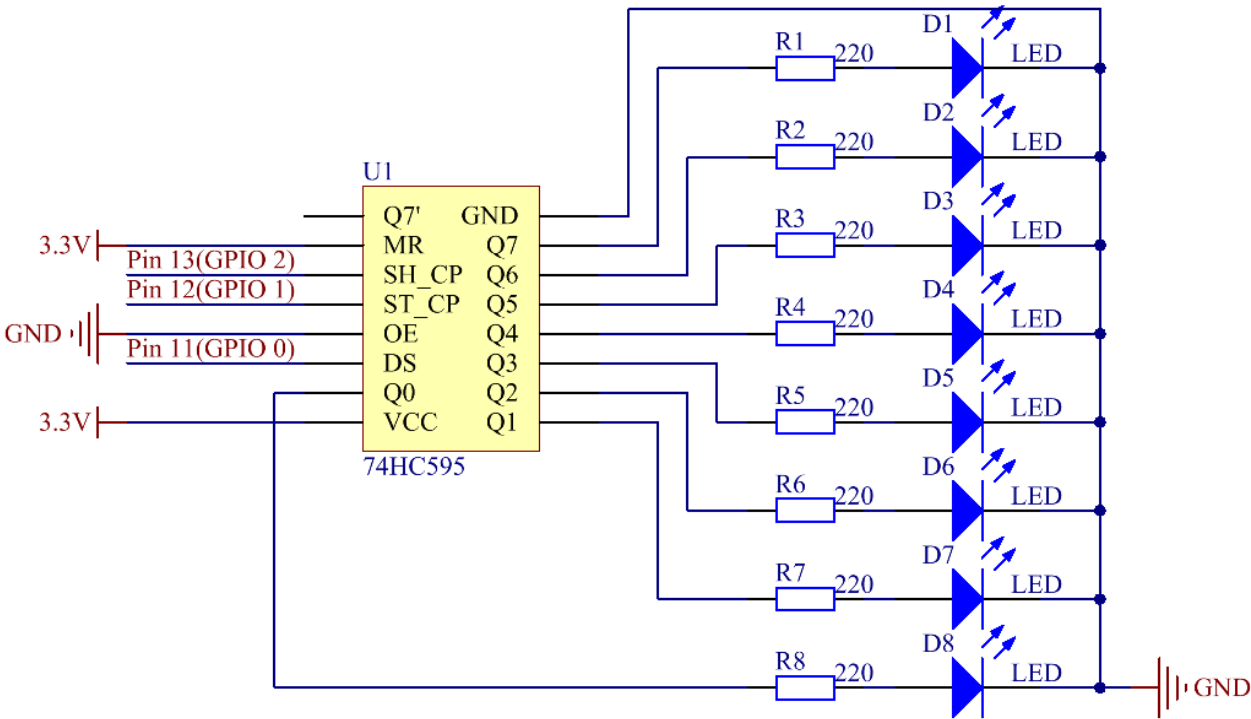 D1
R1 220 LED
D2
R2 220 LED
U1
Q7' GND
D3
3.3V MR Q7
R3 220 LED
Pin 13(GPIO 2) SH_CP Q6
Pin 12(GPIO 1) ST_CP Q5
D4
GND OE Q4
R4 220 LED
Pin 11(GPIO 0) DS Q3
D5
Q0 Q2
R5 220 LED
3.3V VCC Q1
74HC595
D6
R6 220 LED
D7
R7 220 LED
D8
R8 220 LED
GND